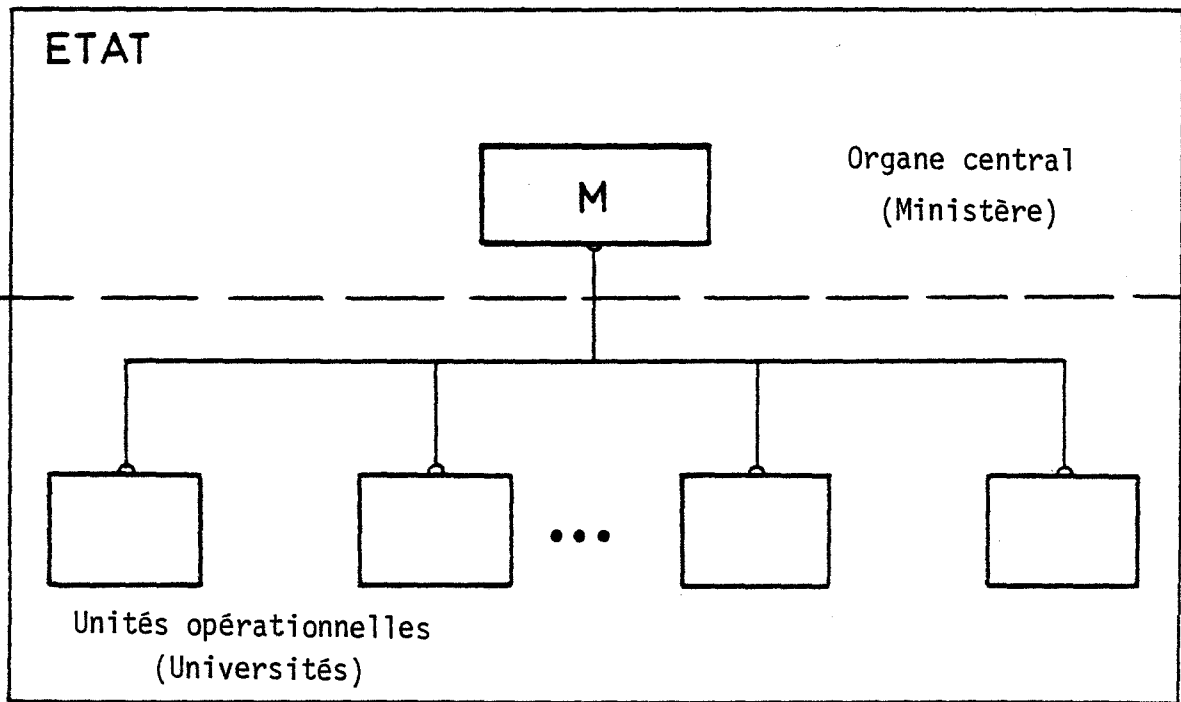 ETAT
M
Organe central
(Ministère)
Unités opérationnelles
(Universités)